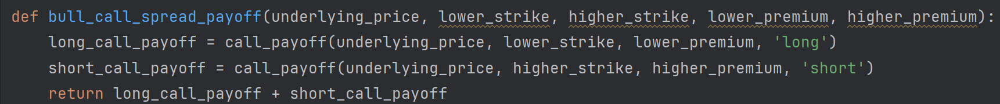 def bull_call_spread_payoff(underlying_price, lower_strike, higher_strike, lower_premium, higher_premium):
    long_call_payoff = call_payoff(underlying_price, lower_strike, lower_premium, 'long')
    short_call_payoff = call_payoff(underlying_price, higher_strike, higher_premium, 'short')
    return long_call_payoff + short_call_payoff